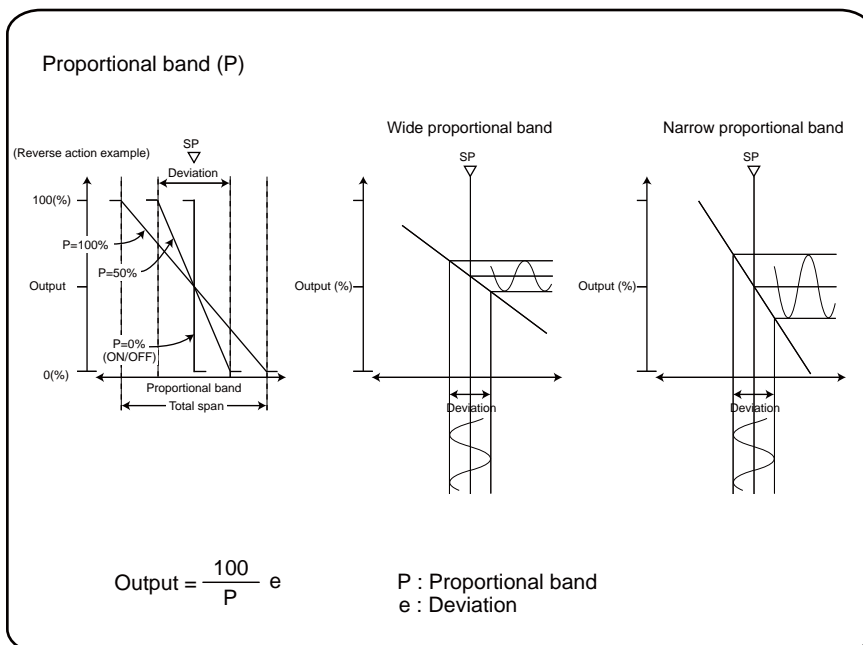 Proportional band (P)
(Reverse action example)
SP
Deviation
100(%)
P=100%
P=50%
Output
P=0%
(ON/OFF)
0(%)
Proportional band
Total span
Wide proportional band
SP
Output (%)
Deviation
Narrow proportional band
SP
Output (%)
Deviation
Output = 100/P e
P : Proportional band
e : Deviation